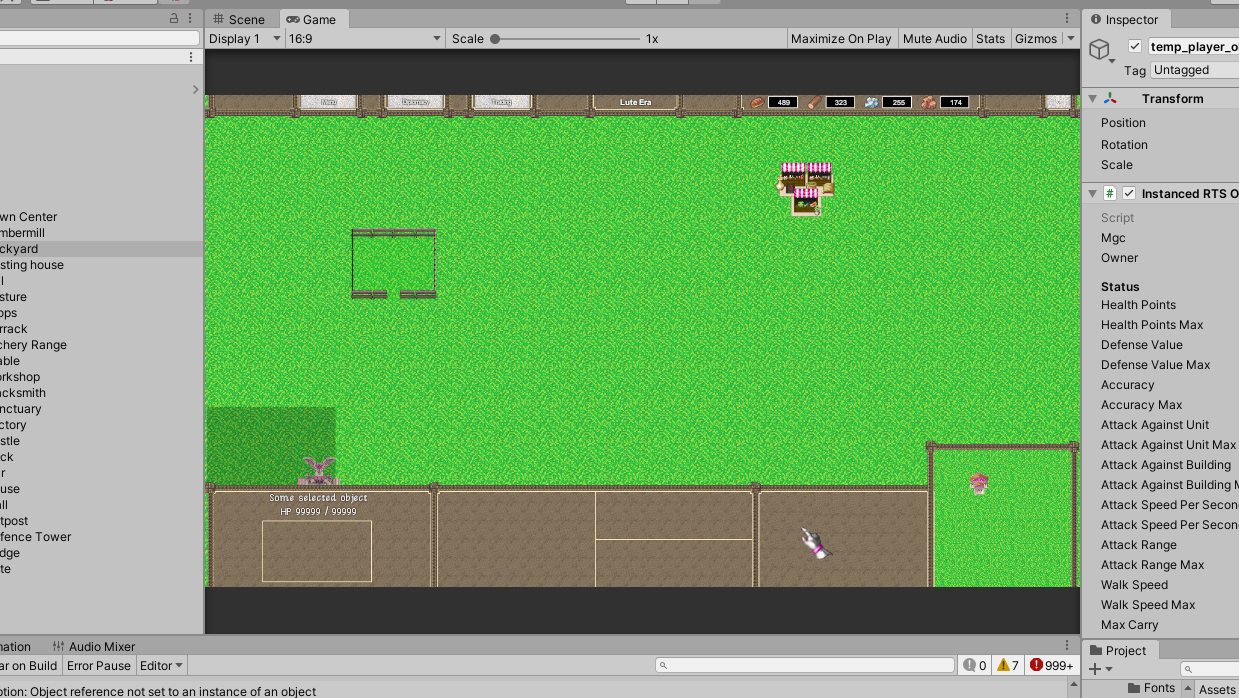 Scene
Game
Display 1
16:9
Scale
1x
Maximize On Play
Mute Audio
Stats
Gizmos
Menu
Diplomacy
Trading
Lute Era
489
323
255
174
wn Center
mbermill
ckyard
sting house
l
sture
ops
rrack
chery Range
able
orkshop
acksmith
nctuary
ctory
stle
ck
r
use
all
tpost
fence Tower
dge
te
Some selected object
HP 99999 / 99999
Inspector
temp_player_o
Tag Untagged
Transform
Position
Rotation
Scale
#
Instanced RTS O
Script
Mgc
Owner
Status
Health Points
Health Points Max
Defense Value
Defense Value Max
Accuracy
Accuracy Max
Attack Against Unit
Attack Against Unit Max
Attack Against Building
Attack Against Building M
Attack Speed Per Secon
Attack Speed Per Secon
Attack Range
Attack Range Max
Walk Speed
Walk Speed Max
Max Carry
mation
Audio Mixer
ar on Build
Error Pause
Editor
0
7
999+
ption: Object reference not set to an instance of an object
Project
Fonts
Assets